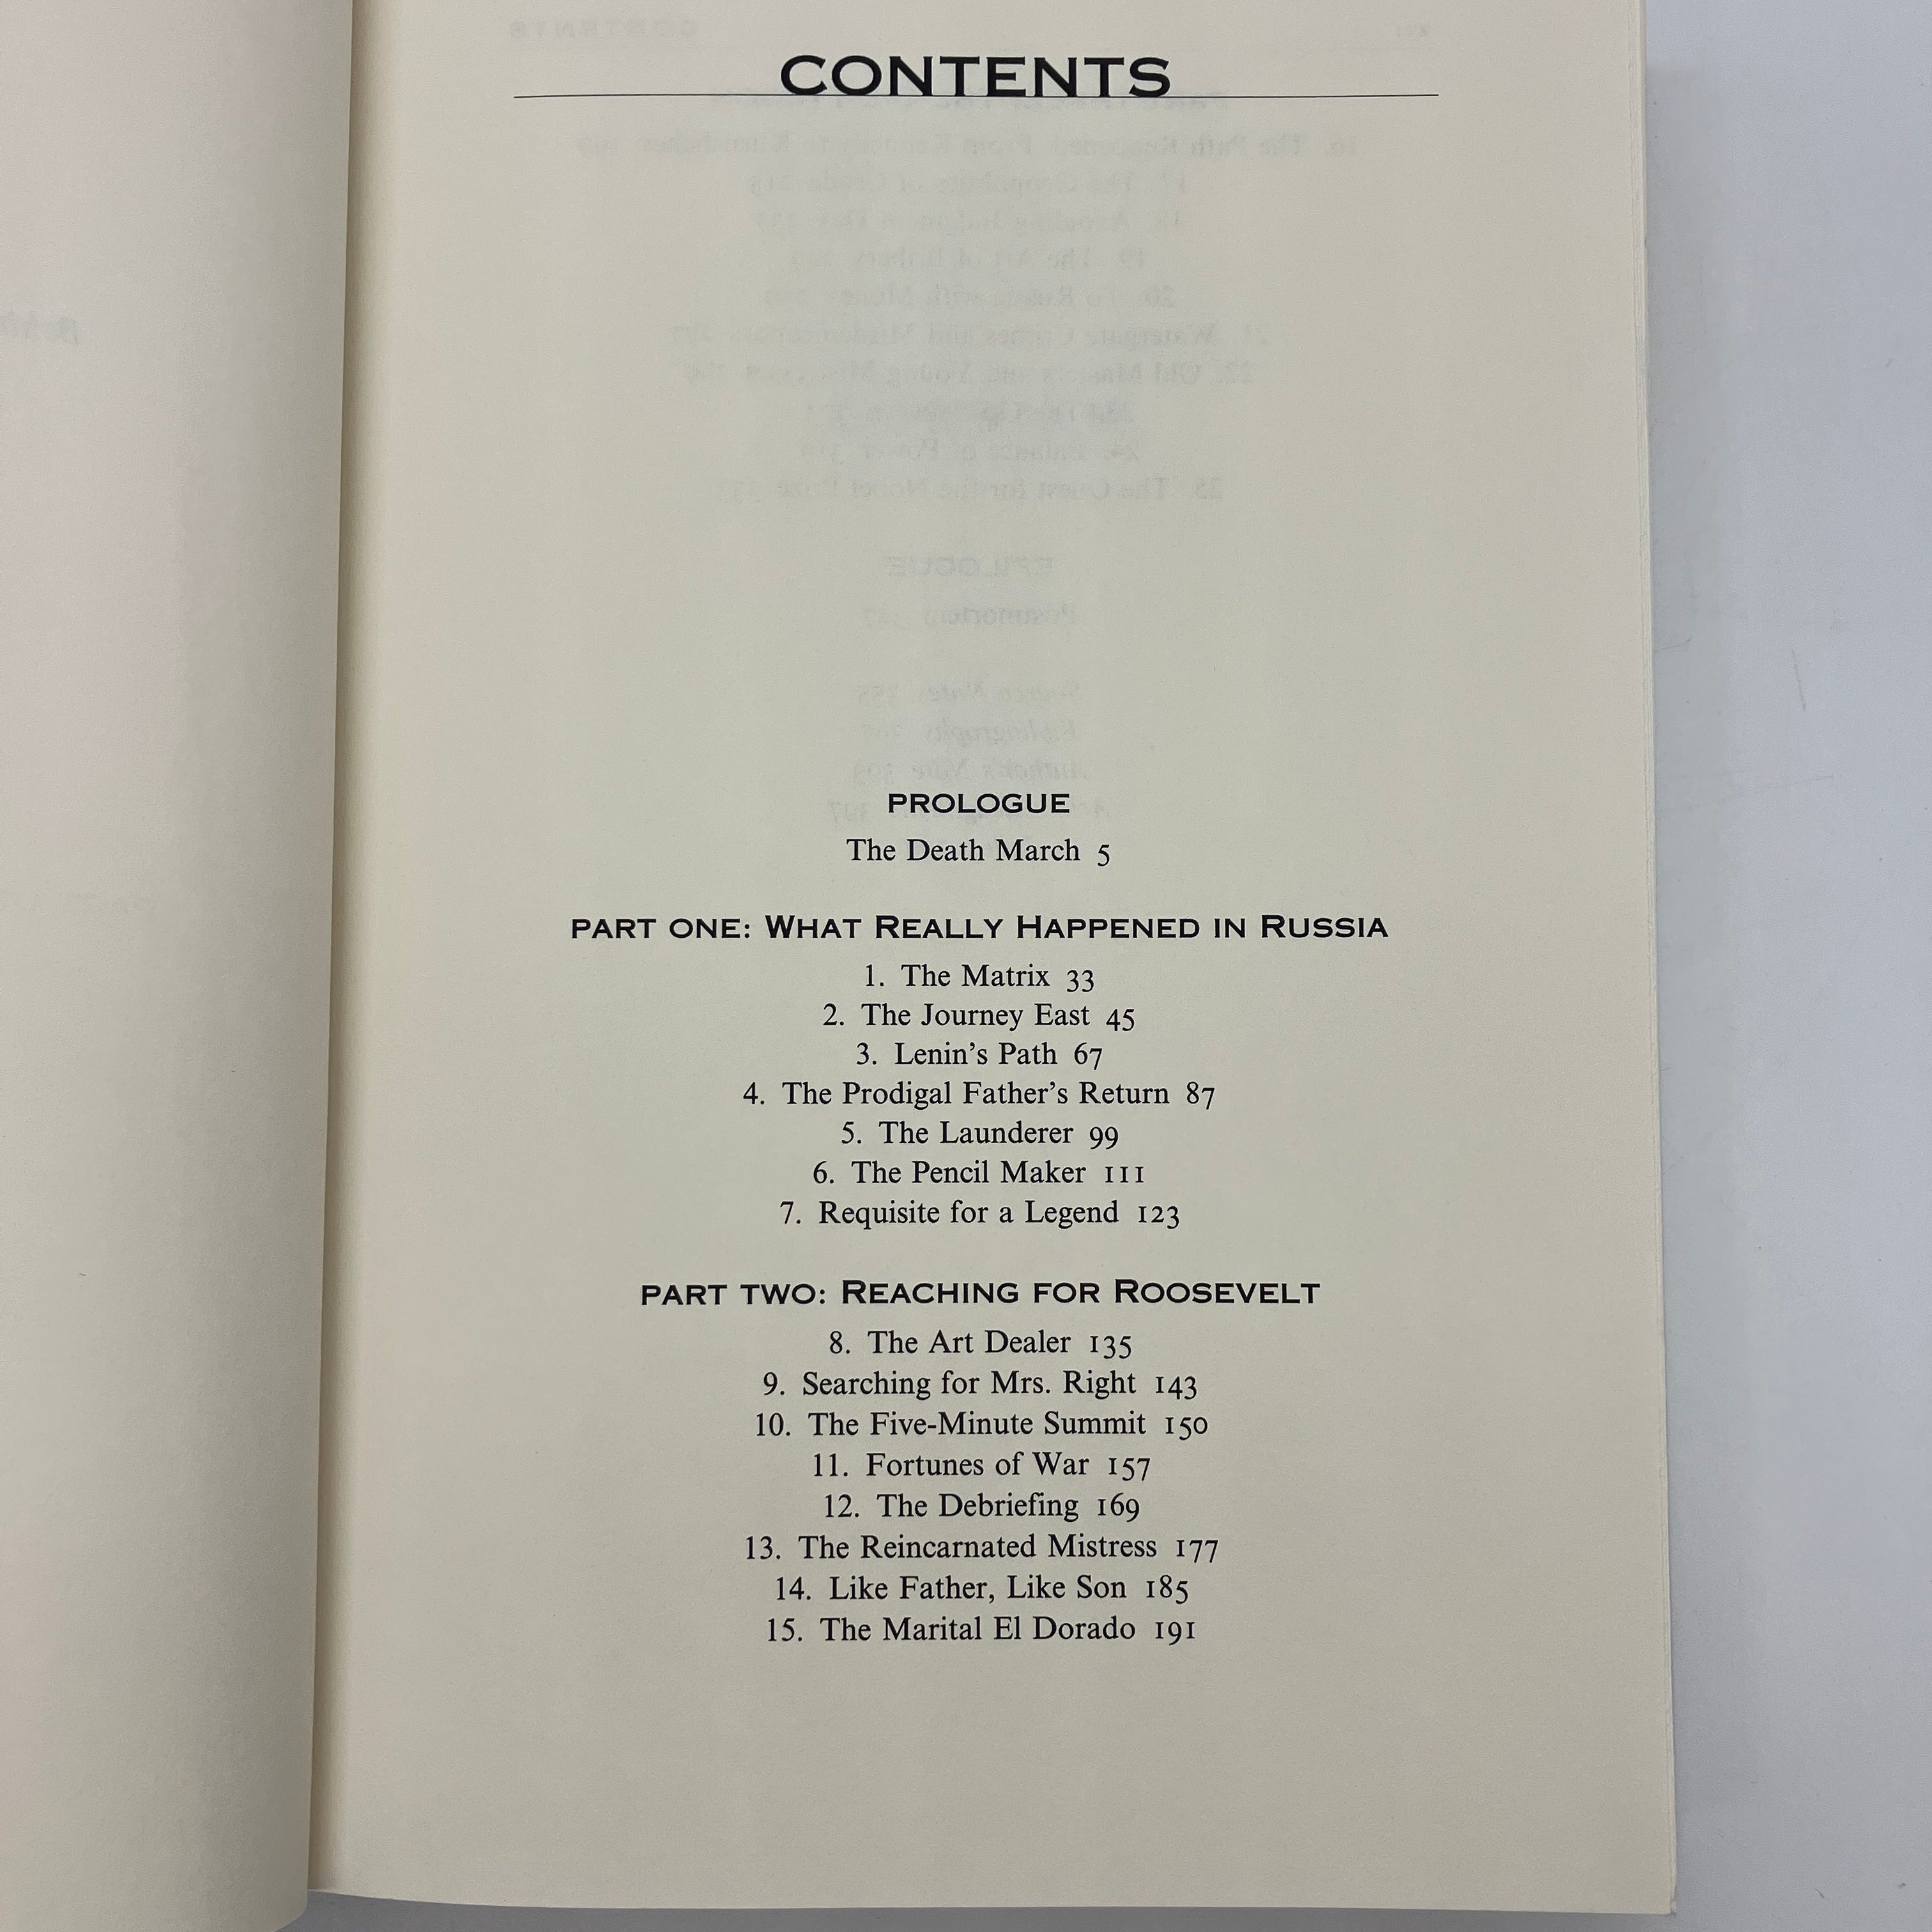 CONTENTS
PROLOGUE
The Death March 5
PART ONE: WHAT REALLY HAPPENED IN RUSSIA
1. The Matrix 33
2. The Journey East 45
3. Lenin's Path 67
4. The Prodigal Father's Return 87
5. The Launderer 99
6. The Pencil Maker 111
7. Requisite for a Legend 123
PART TWO: REACHING FOR ROOSEVELT
8. The Art Dealer 135
9. Searching for Mrs. Right 143
10. The Five-Minute Summit 150
11. Fortunes of War 157
12. The Debriefing 169
13. The Reincarnated Mistress 177
14. Like Father, Like Son 185
15. The Marital El Dorado 191